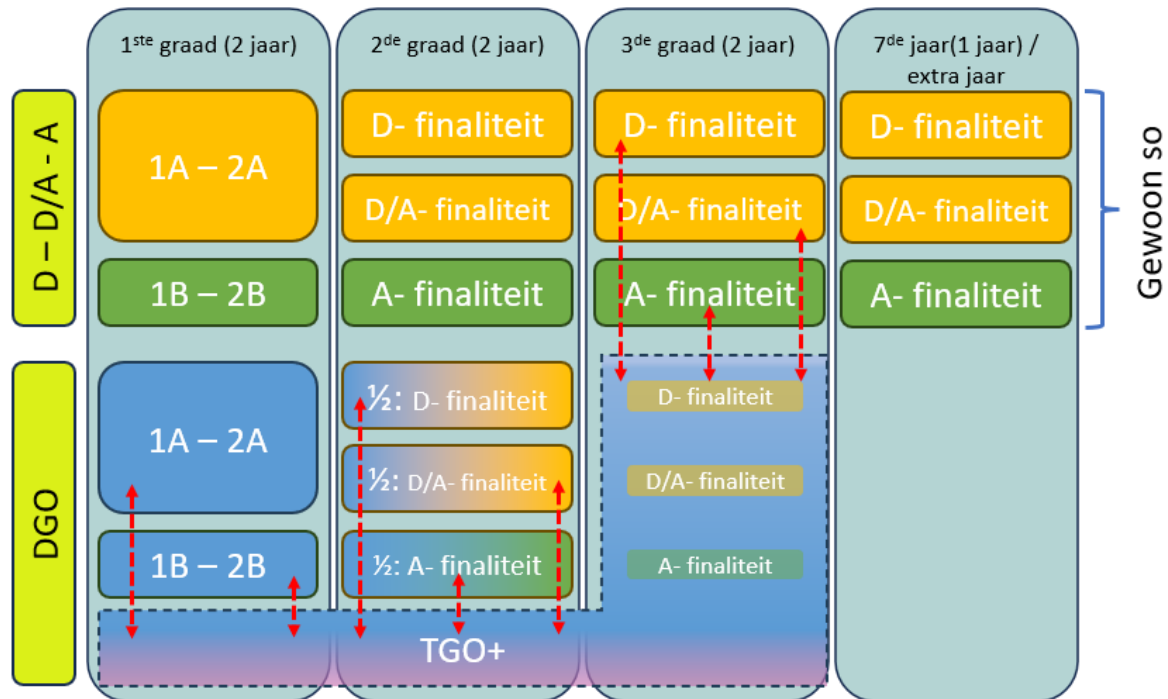 1ste graad (2 jaar)
2de graad (2 jaar)
3de graad (2 jaar)
7de jaar(1 jaar) /
extra jaar
D – D/A - A
1A – 2A
D- finaliteit
D- finaliteit
D- finaliteit
D/A- finaliteit
D/A- finaliteit
D/A- finaliteit
1B – 2B
A- finaliteit
A- finaliteit
A- finaliteit
Gewoon so
DGO
1A – 2A
½: D- finaliteit
D- finaliteit
½: D/A- finaliteit
D/A- finaliteit
1B – 2B
½: A- finaliteit
A- finaliteit
TGO+